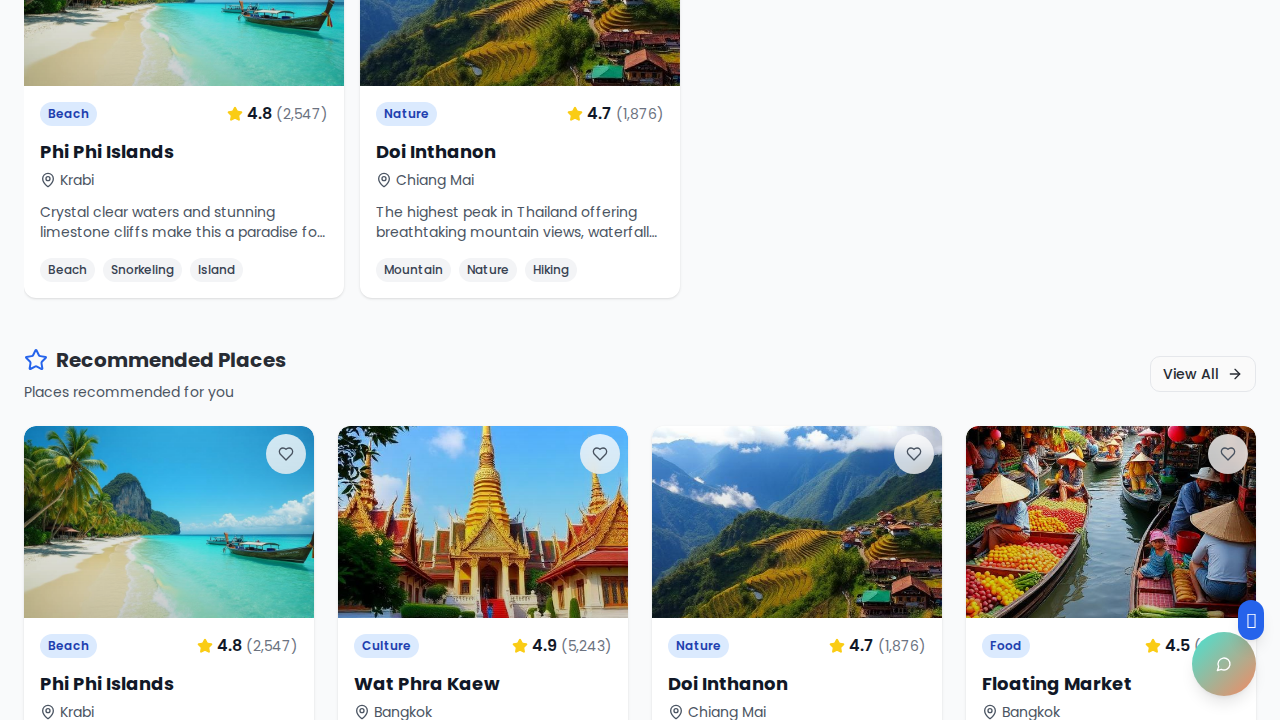 Beach
4.8 (2,547)
Phi Phi Islands
Krabi
Crystal clear waters and stunning
limestone cliffs make this a paradise fo…
Beach
Snorkeling
Island
Nature
4.7 (1,876)
Doi Inthanon
Chiang Mai
The highest peak in Thailand offering
breathtaking mountain views, waterfall…
Mountain
Nature
Hiking
Recommended Places
Places recommended for you
View All
Beach
4.8 (2,547)
Phi Phi Islands
Krabi
Culture
4.9 (5,243)
Wat Phra Kaew
Bangkok
Nature
4.7 (1,876)
Doi Inthanon
Chiang Mai
Food
4.5
Floating Market
Bangkok